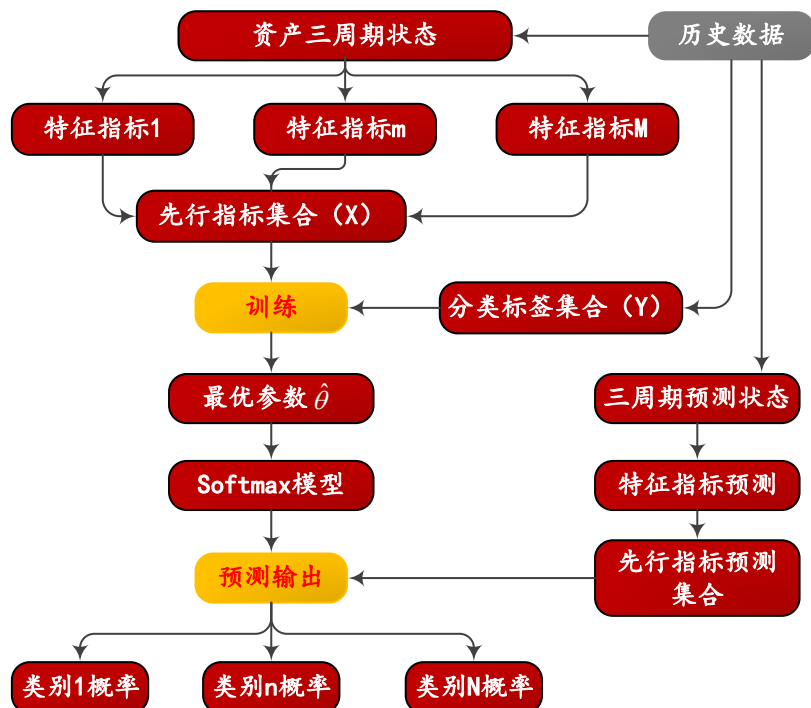 资产三周期状态
历史数据
特征指标1
特征指标m
特征指标M
先行指标集合（X）
训练
分类标签集合（Y）
最优参数 θ̂
三周期预测状态
Softmax模型
特征指标预测
预测输出
先行指标预测
集合
类别1概率
类别n概率
类别N概率